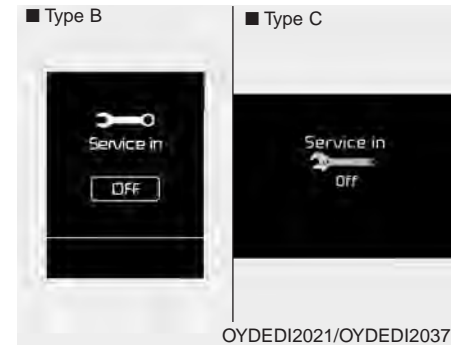 ■ Type B
■ Type C
Service in
OFF
Service in
Off
OYDEDI2021/OYDEDI2037